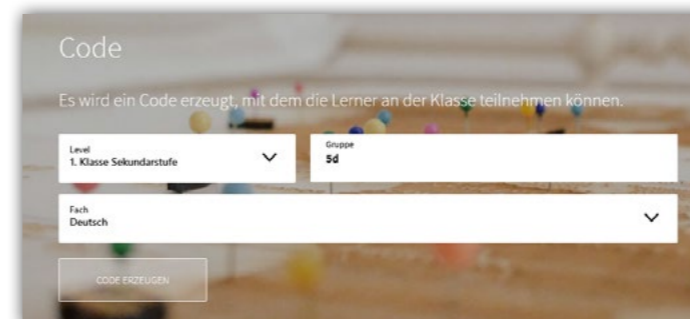 Code
Es wird ein Code erzeugt, mit dem die Lerner an der Klasse teilnehmen können.
Level
1. Klasse Sekundarstufe
Gruppe
5d
Fach
Deutsch
CODE ERZEUGEN